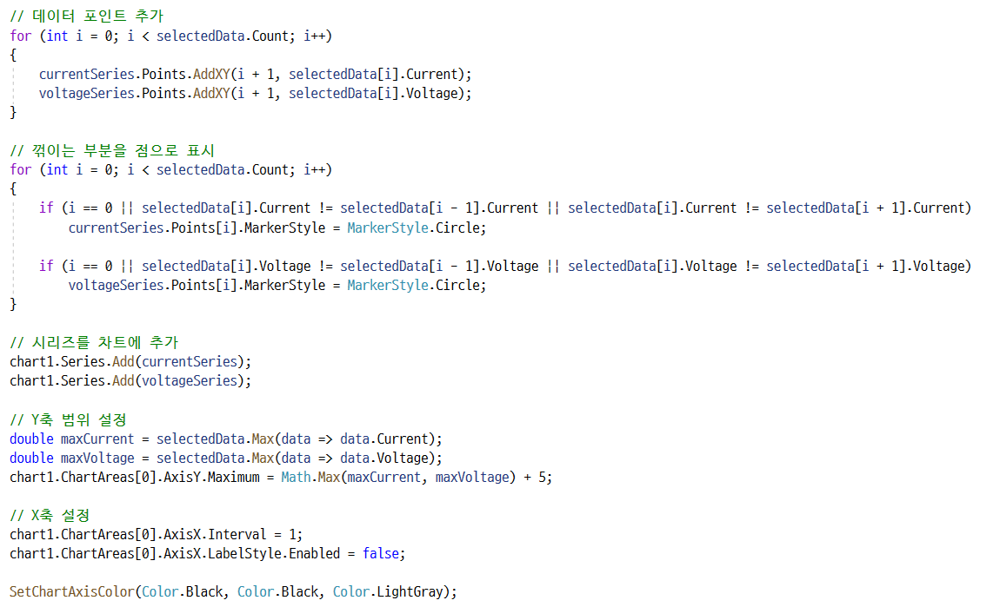 // 데이터 포인트 추가
for (int i = 0; i < selectedData.Count; i++)
{
    currentSeries.Points.AddXY(i + 1, selectedData[i].Current);
    voltageSeries.Points.AddXY(i + 1, selectedData[i].Voltage);
}

// 꺾이는 부분을 점으로 표시
for (int i = 0; i < selectedData.Count; i++)
{
    if (i == 0 || selectedData[i].Current != selectedData[i - 1].Current || selectedData[i].Current != selectedData[i + 1].Current)
        currentSeries.Points[i].MarkerStyle = MarkerStyle.Circle;

    if (i == 0 || selectedData[i].Voltage != selectedData[i - 1].Voltage || selectedData[i].Voltage != selectedData[i + 1].Voltage)
        voltageSeries.Points[i].MarkerStyle = MarkerStyle.Circle;
}

// 시리즈를 차트에 추가
chart1.Series.Add(currentSeries);
chart1.Series.Add(voltageSeries);

// Y축 범위 설정
double maxCurrent = selectedData.Max(data => data.Current);
double maxVoltage = selectedData.Max(data => data.Voltage);
chart1.ChartAreas[0].AxisY.Maximum = Math.Max(maxCurrent, maxVoltage) + 5;

// X축 설정
chart1.ChartAreas[0].AxisX.Interval = 1;
chart1.ChartAreas[0].AxisX.LabelStyle.Enabled = false;

SetChartAxisColor(Color.Black, Color.Black, Color.LightGray);